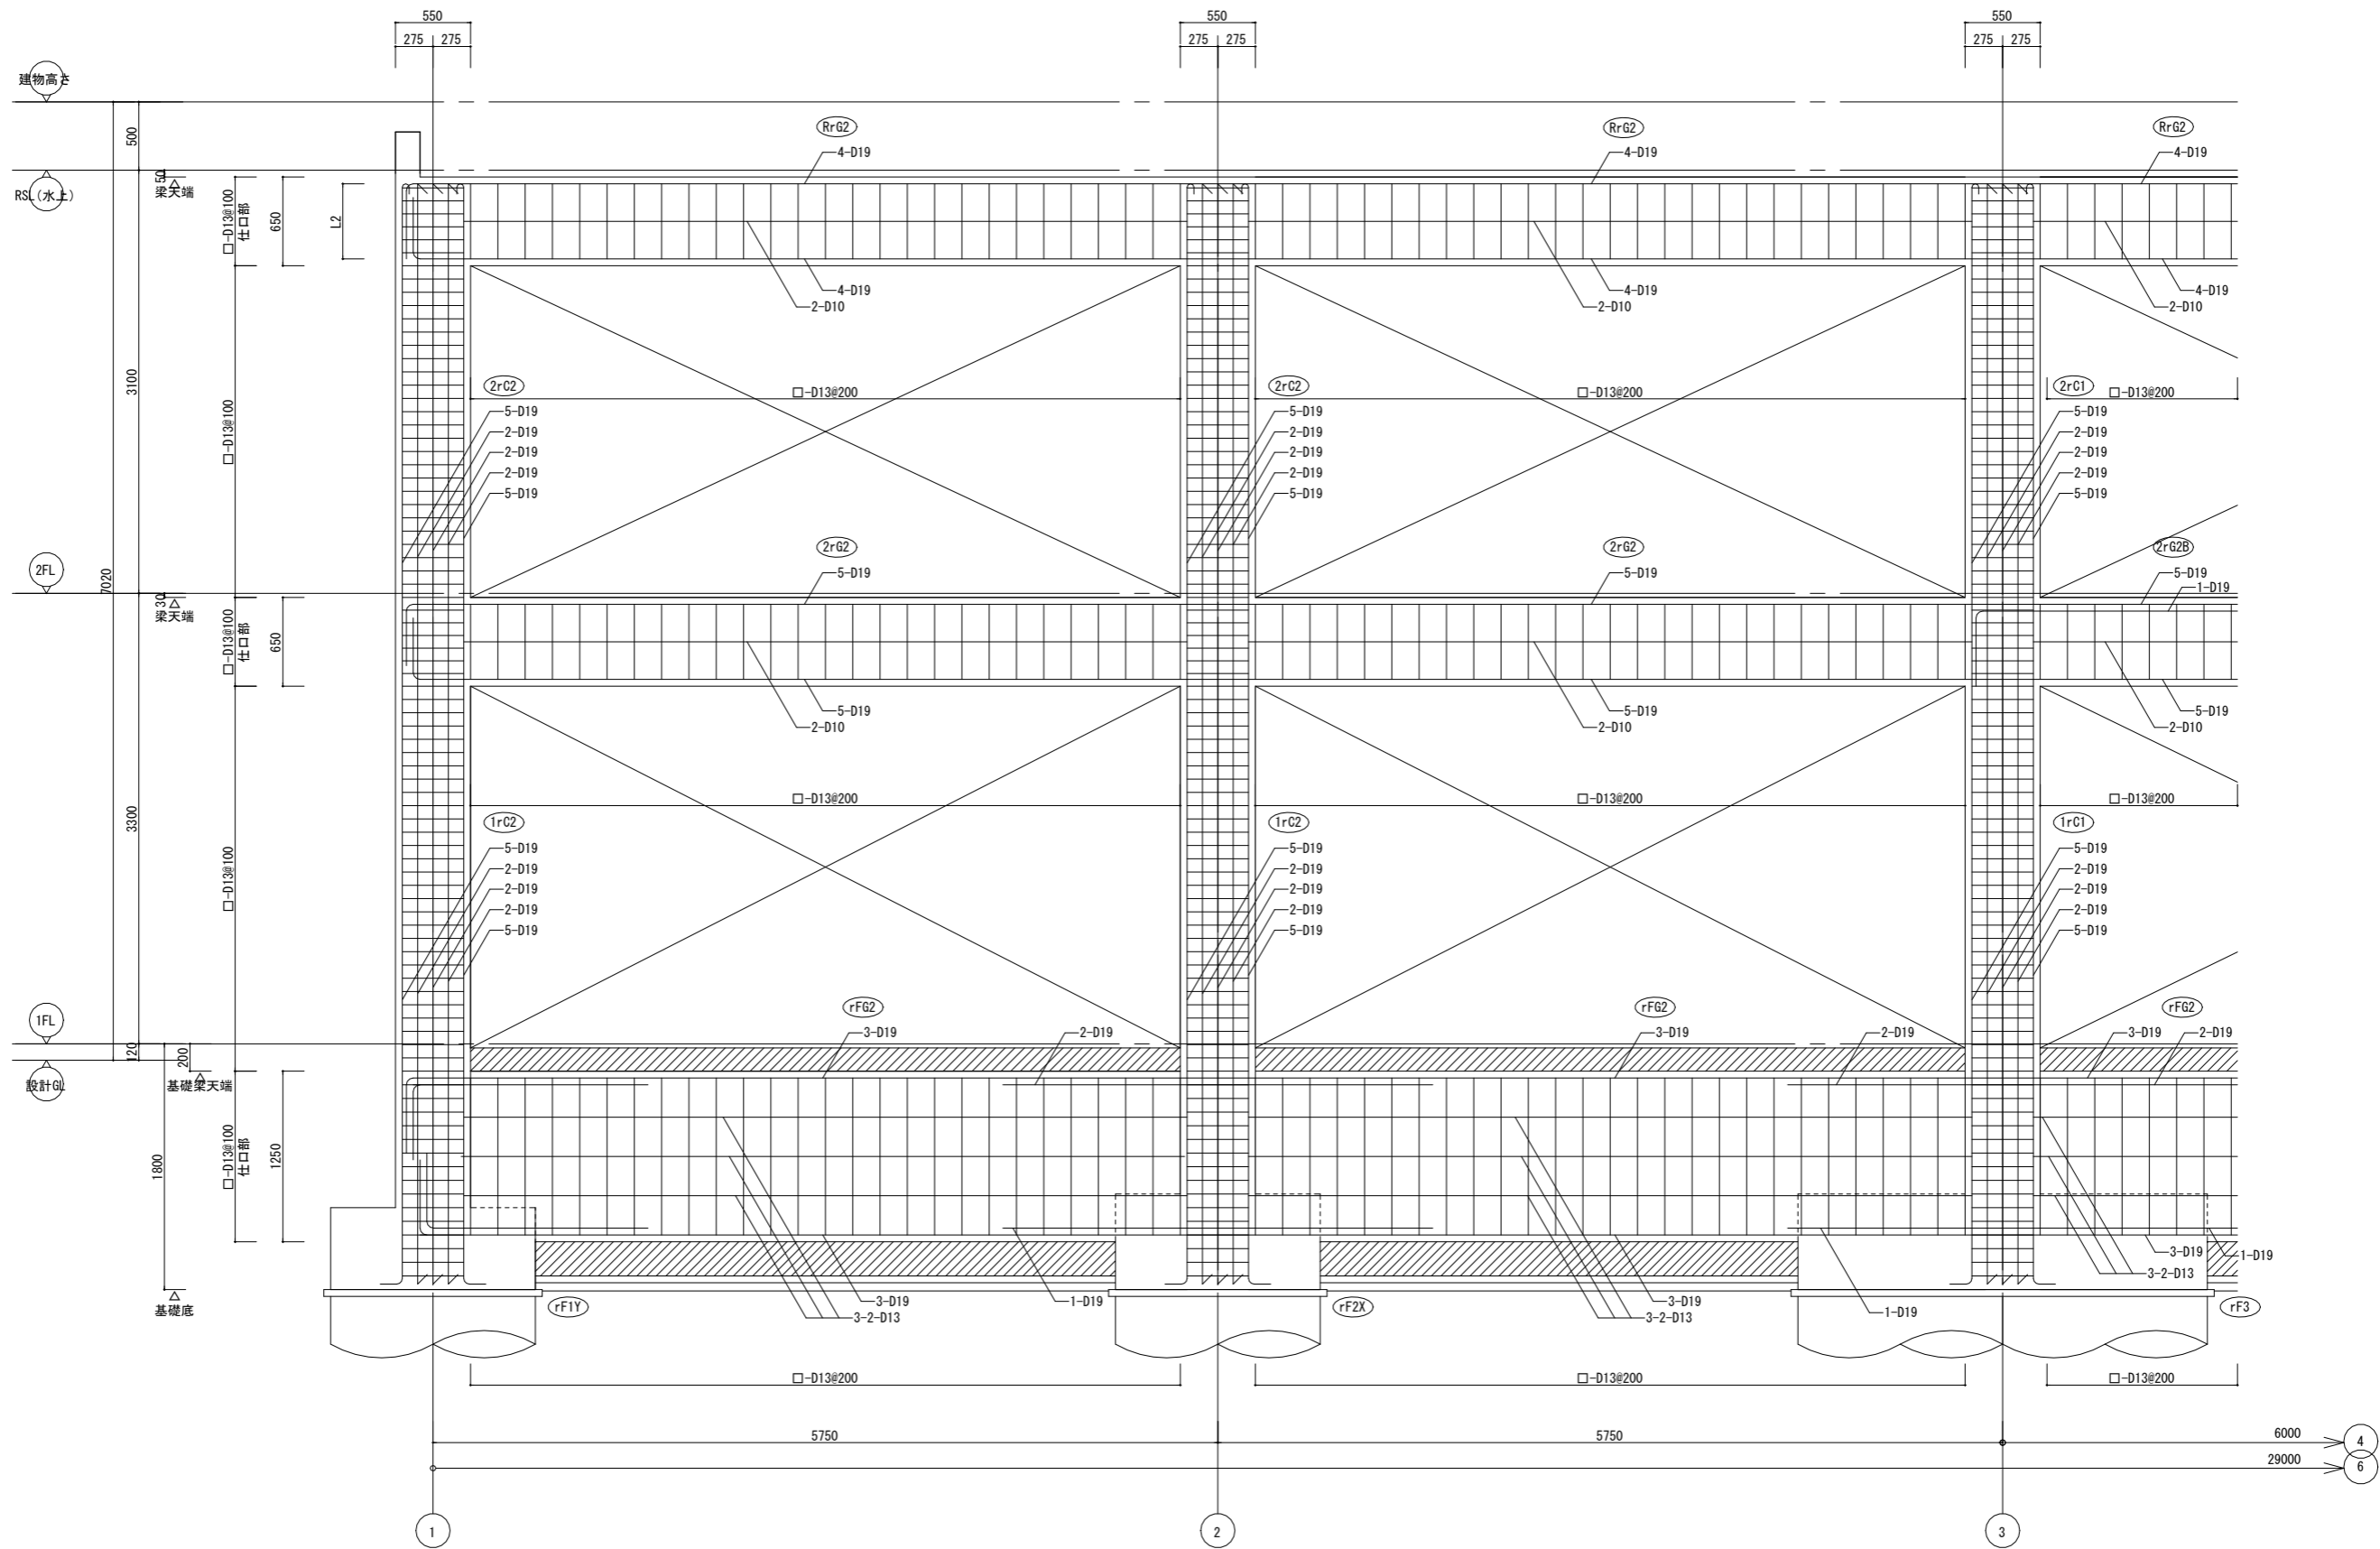 550
550
550
275 275
275 275
275 275
建物高さ
500
RrG2
RrG2
RrG2
4-D19
4-D19
4-D19
RSL(水上)
50
梁天端
□-D13@100
仕口部
650
L2
4-D19
2-D10
4-D19
2-D10
4-D19
2-D10
3100
□-D13@100
2rC2
□-D13@200
2rC2
□-D13@200
2rC1
□-D13@200
5-D19
2-D19
2-D19
2-D19
5-D19
5-D19
2-D19
2-D19
2-D19
5-D19
5-D19
2-D19
2-D19
2-D19
5-D19
2FL
7020
30
梁天端
□-D13@100
仕口部
650
2rG2
5-D19
2rG2
5-D19
2rG2B
5-D19
1-D19
5-D19
2-D10
5-D19
2-D10
5-D19
2-D10
3300
□-D13@100
□-D13@200
□-D13@200
□-D13@200
1rC2
1rC2
1rC1
5-D19
2-D19
2-D19
2-D19
5-D19
5-D19
2-D19
2-D19
2-D19
5-D19
5-D19
2-D19
2-D19
2-D19
5-D19
1FL
120
200
設計GL
基礎梁天端
rFG2
3-D19
2-D19
rFG2
3-D19
2-D19
rFG2
3-D19
2-D19
1800
□-D13@100
仕口部
1250
基礎底
rF1Y
3-D19
3-2-D13
1-D19
rF2X
3-D19
3-2-D13
1-D19
3-D19
1-D19
3-2-D13
rF3
□-D13@200
□-D13@200
□-D13@200
5750
5750
6000
4
29000
6
1
2
3